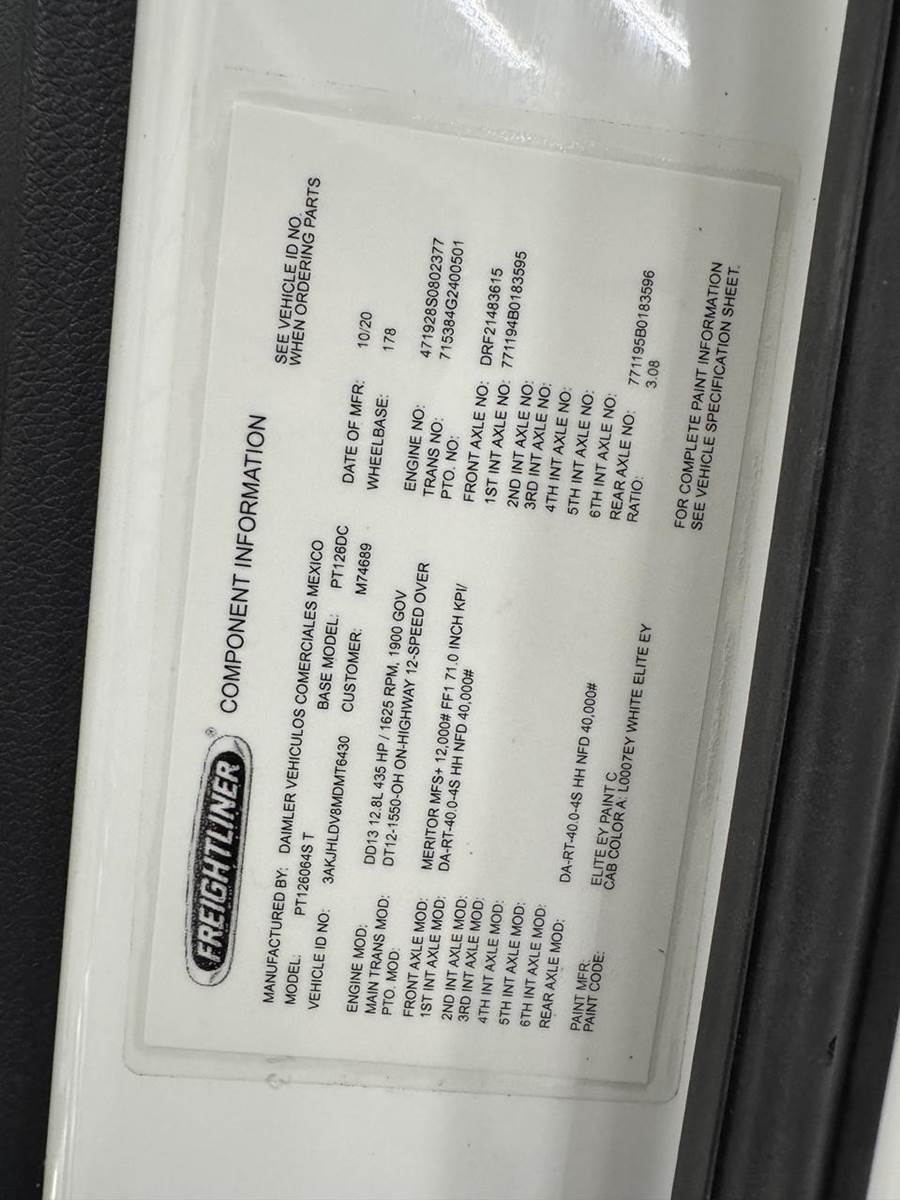 FREIGHTLINER® COMPONENT INFORMATION
SEE VEHICLE ID NO.
WHEN ORDERING PARTS
MANUFACTURED BY: DAIMLER VEHICULOS COMERCIALES MEXICO
MODEL: PT126064S T BASE MODEL: PT126DC DATE OF MFR: 10/20
VEHICLE ID NO: 3AKJHLDV8MDMT6430 CUSTOMER: M74689 WHEELBASE: 178
ENGINE MOD: DD13 12.8L 435 HP / 1625 RPM, 1900 GOV ENGINE NO: 471928S0802377
MAIN TRANS MOD: DT12-1550-OH ON-HIGHWAY 12-SPEED OVER TRANS NO: 715384G2400501
PTO. MOD: PTO. NO:
FRONT AXLE MOD: MERITOR MFS+ 12,000# FF1 71.0 INCH KPI/ FRONT AXLE NO: DRF21483615
1ST INT AXLE MOD: DA-RT-40.0-4S HH NFD 40,000# 1ST INT AXLE NO: 771194B0183595
2ND INT AXLE MOD: 2ND INT AXLE NO:
3RD INT AXLE MOD: 3RD INT AXLE NO:
4TH INT AXLE MOD: 4TH INT AXLE NO:
5TH INT AXLE MOD: 5TH INT AXLE NO:
6TH INT AXLE MOD: 6TH INT AXLE NO:
REAR AXLE MOD: DA-RT-40.0-4S HH NFD 40,000# REAR AXLE NO: 771195B0183596
RATIO: 3.08
PAINT MFR: ELITE EY PAINT C
PAINT CODE: CAB COLOR A: L0007EY WHITE ELITE EY
FOR COMPLETE PAINT INFORMATION
SEE VEHICLE SPECIFICATION SHEET.